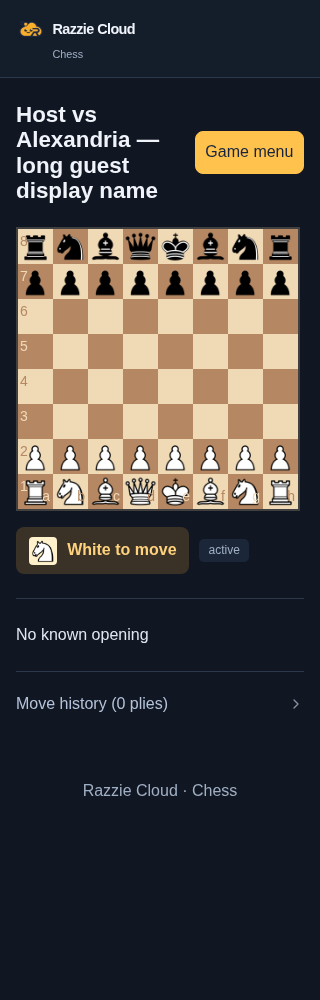 Razzie Cloud
Chess
Host vs
Alexandria —
long guest
display name
Game menu
8
7
6
5
4
3
2
1
a b c d e f g h
White to move
active
No known opening
Move history (0 plies)
Razzie Cloud · Chess